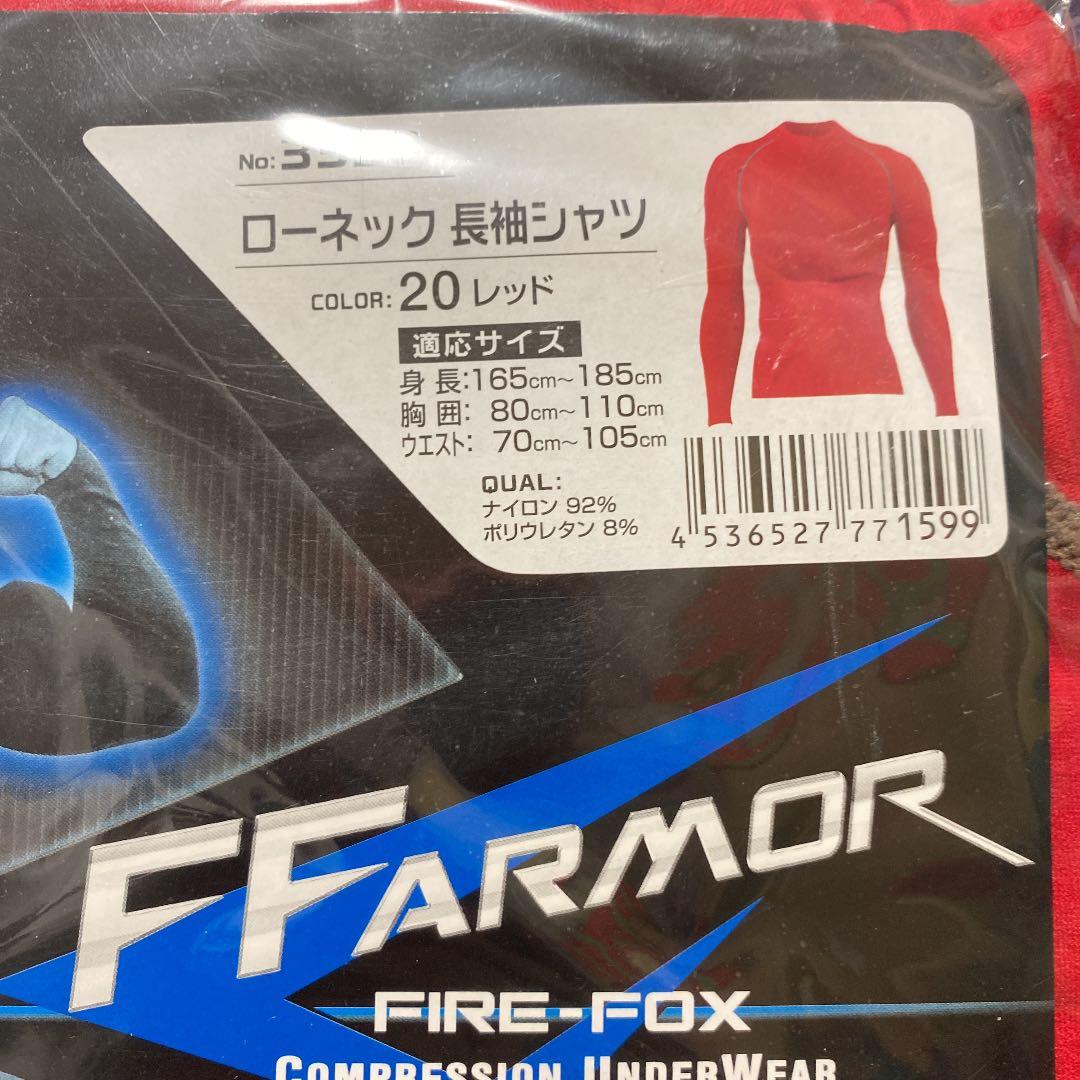 No:
ローネック 長袖シャツ
COLOR: 20 レッド
適応サイズ
身 長:165cm〜185cm
胸 囲: 80cm〜110cm
ウエスト: 70cm〜105cm
QUAL:
ナイロン 92%
ポリウレタン 8%
4 536527 771599
FFARMOR
FIRE-FOX
COMPRESSION UNDERWEAR